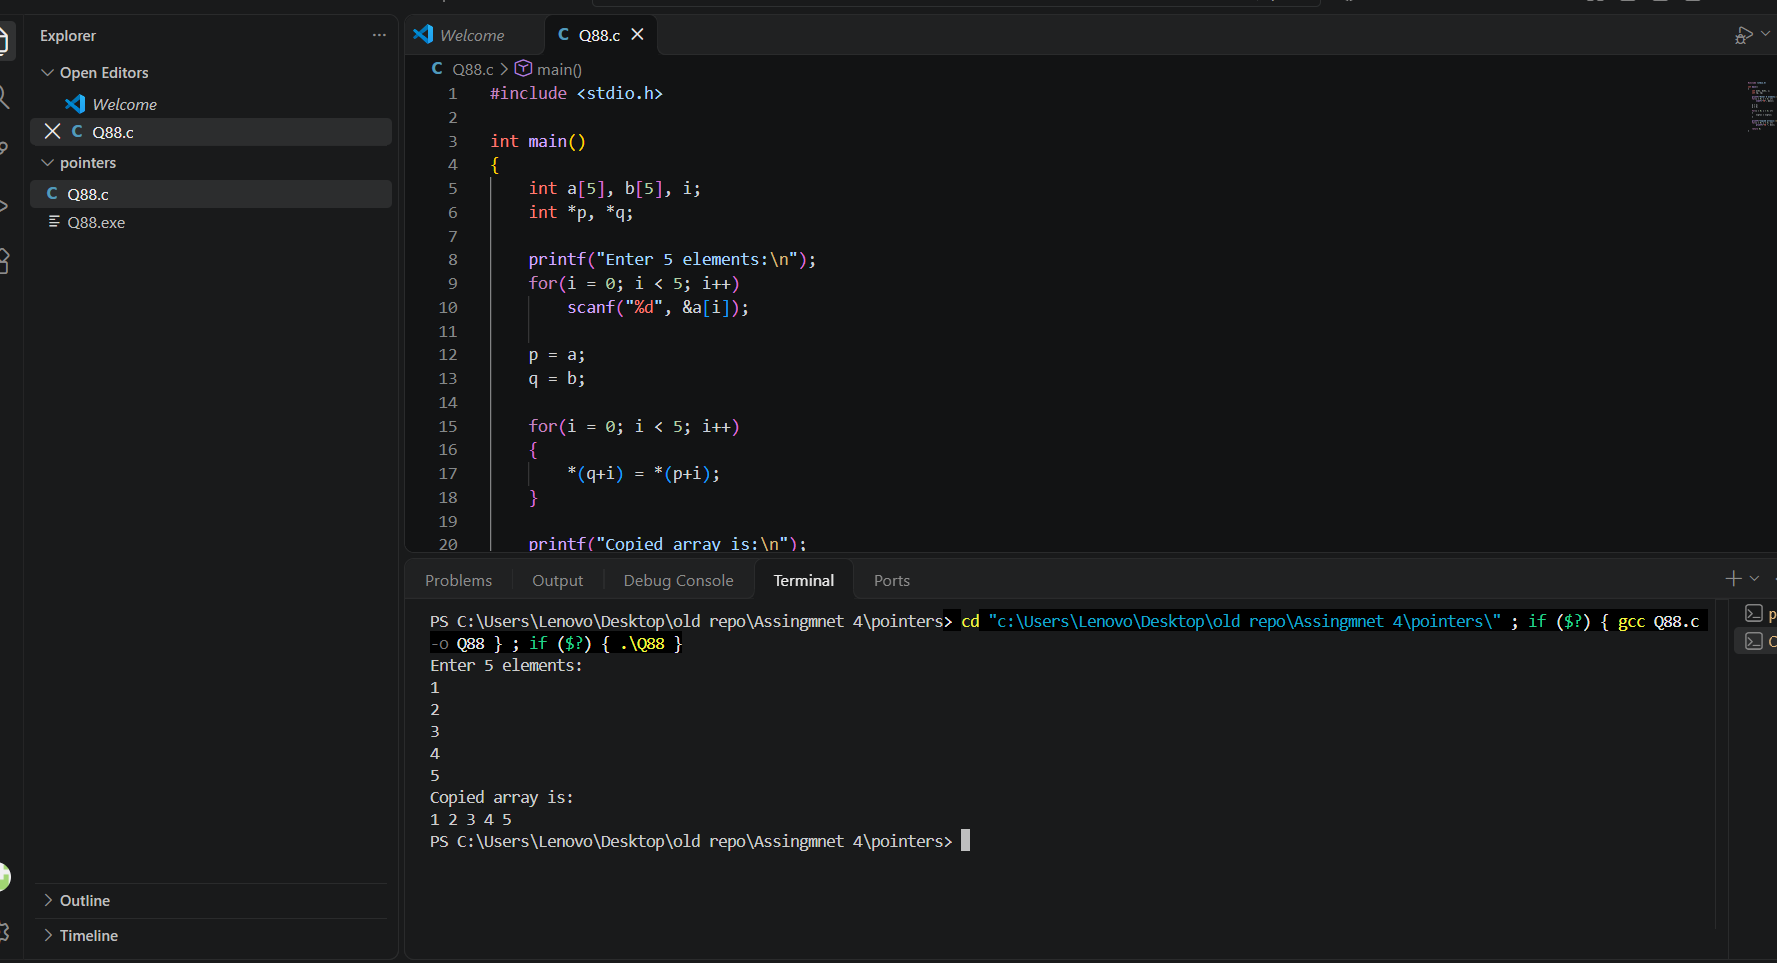 Explorer
Open Editors
Welcome
Q88.c
pointers
Q88.c
Q88.exe
Outline
Timeline
Welcome
C Q88.c
C Q88.c > main()
1 #include <stdio.h>
2
3 int main()
4 {
5 int a[5], b[5], i;
6 int *p, *q;
7
8 printf("Enter 5 elements:\n");
9 for(i = 0; i < 5; i++)
10 scanf("%d", &a[i]);
11
12 p = a;
13 q = b;
14
15 for(i = 0; i < 5; i++)
16 {
17 *(q+i) = *(p+i);
18 }
19
20 printf("Copied array is:\n");
Problems Output Debug Console Terminal Ports
PS C:\Users\Lenovo\Desktop\old repo\Assingmnet 4\pointers> cd "c:\Users\Lenovo\Desktop\old repo\Assingmnet 4\pointers\" ; if ($?) { gcc Q88.c
-o Q88 } ; if ($?) { .\Q88 }
Enter 5 elements:
1
2
3
4
5
Copied array is:
1 2 3 4 5
PS C:\Users\Lenovo\Desktop\old repo\Assingmnet 4\pointers>